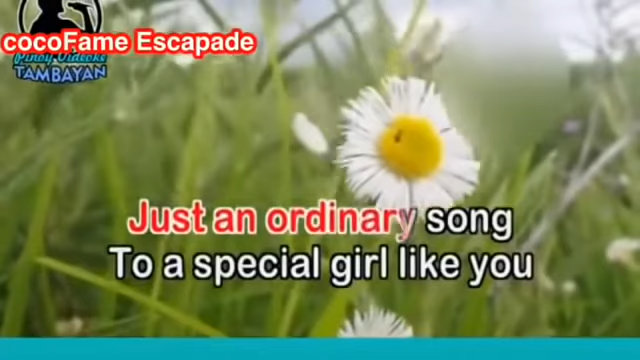 cocoFame Escapade
Pinoy Videoke
TAMBAYAN
Just an ordinary song
To a special girl like you